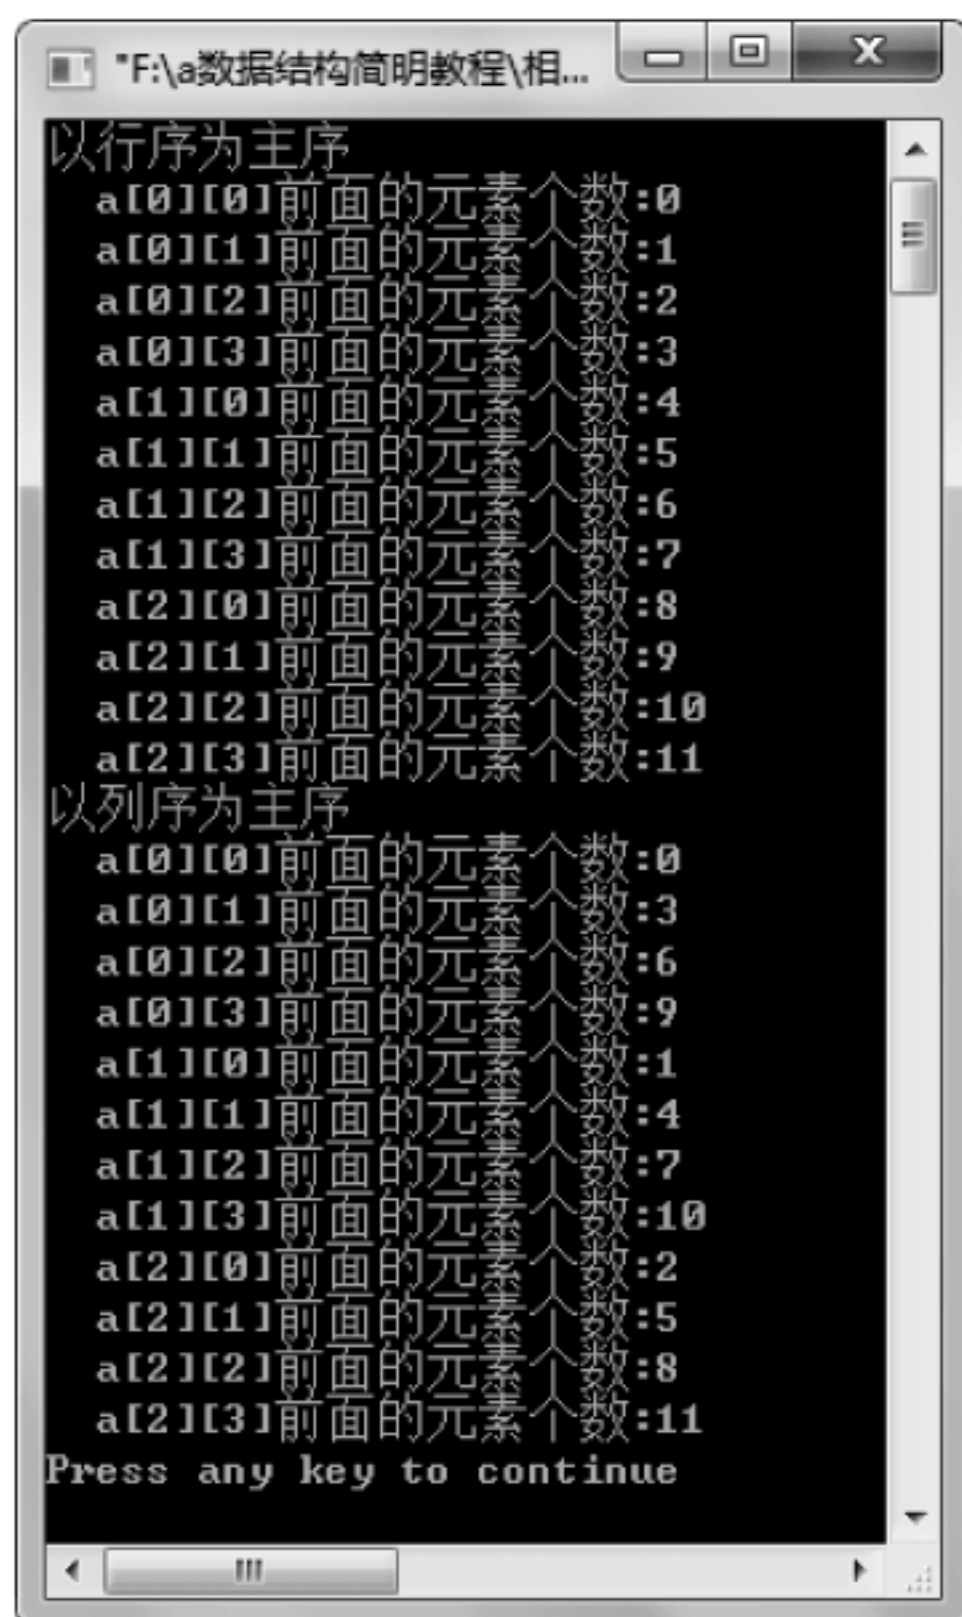 "F:\a数据结构简明教程\相...
以行序为主序
a[0][0]前面的元素个数:0
a[0][1]前面的元素个数:1
a[0][2]前面的元素个数:2
a[0][3]前面的元素个数:3
a[1][0]前面的元素个数:4
a[1][1]前面的元素个数:5
a[1][2]前面的元素个数:6
a[1][3]前面的元素个数:7
a[2][0]前面的元素个数:8
a[2][1]前面的元素个数:9
a[2][2]前面的元素个数:10
a[2][3]前面的元素个数:11
以列序为主序
a[0][0]前面的元素个数:0
a[0][1]前面的元素个数:3
a[0][2]前面的元素个数:6
a[0][3]前面的元素个数:9
a[1][0]前面的元素个数:1
a[1][1]前面的元素个数:4
a[1][2]前面的元素个数:7
a[1][3]前面的元素个数:10
a[2][0]前面的元素个数:2
a[2][1]前面的元素个数:5
a[2][2]前面的元素个数:8
a[2][3]前面的元素个数:11
Press any key to continue